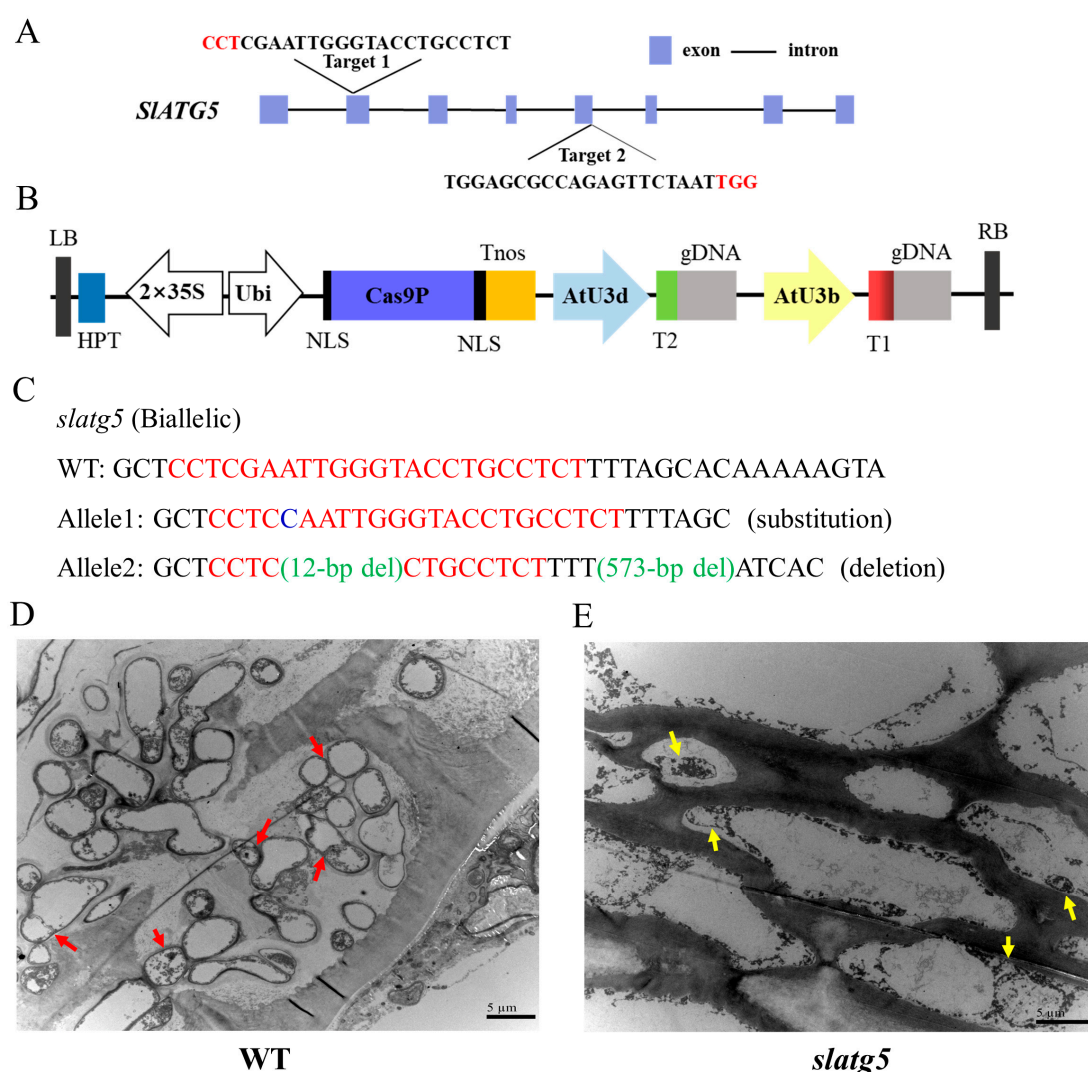 A
CCTCGAATTGGGTACCTGCCTCT
Target 1
exon
intron
SlATG5
Target 2
TGGAGCGCCAGAGTTCTAATTGG
B
LB
Tnos
gDNA
gDNA
RB
2×35S
Ubi
Cas9P
AtU3d
AtU3b
HPT
NLS
NLS
T2
T1
C
slatg5 (Biallelic)
WT: GCTCCTCGAATTGGGTACCTGCCTCTTTTAGCACAAAAAGTA
Allele1: GCTCCTCCAATTGGGTACCTGCCTCTTTTAGC (substitution)
Allele2: GCTCCTC(12-bp del)CTGCCTCTTTT(573-bp del)ATCAC (deletion)
D
E
5 μm
5 μm
WT
slatg5